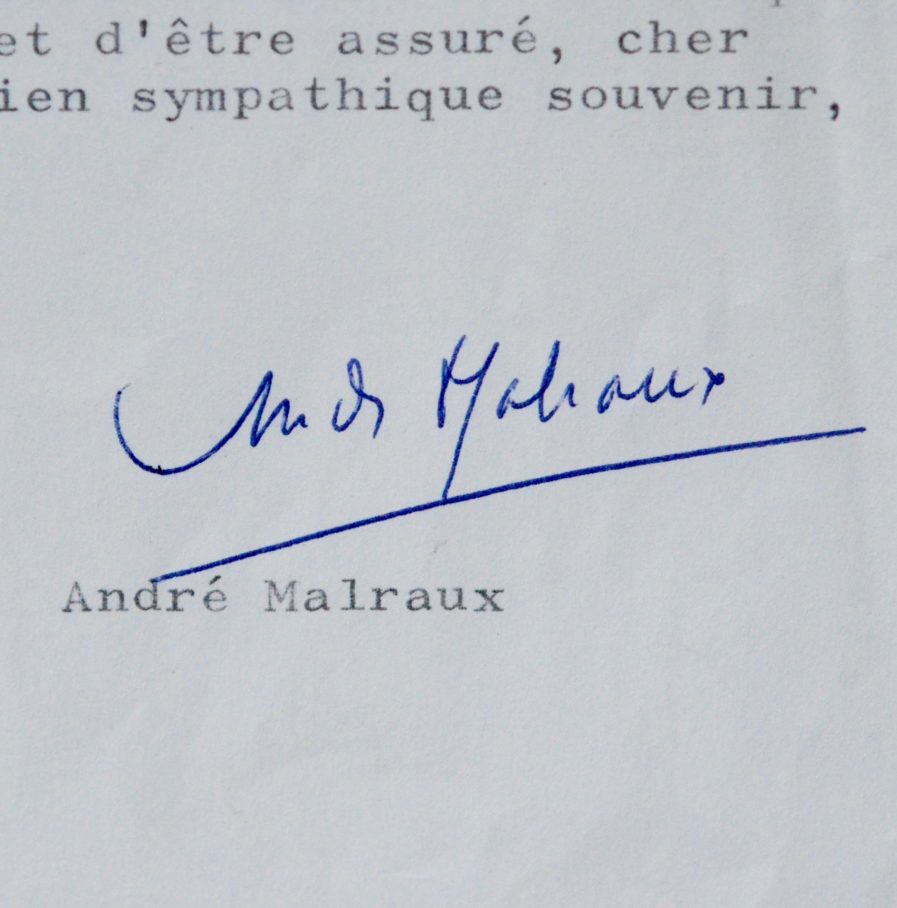 et d'être assuré, cher
ien sympathique souvenir,
André Malraux
André Malraux